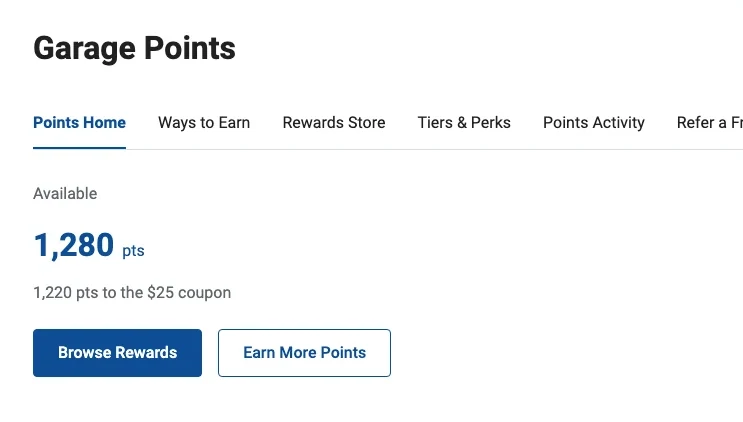 Garage Points
Points Home Ways to Earn Rewards Store Tiers & Perks Points Activity Refer a
Available
1,280 pts
1,220 pts to the $25 coupon
Browse Rewards Earn More Points